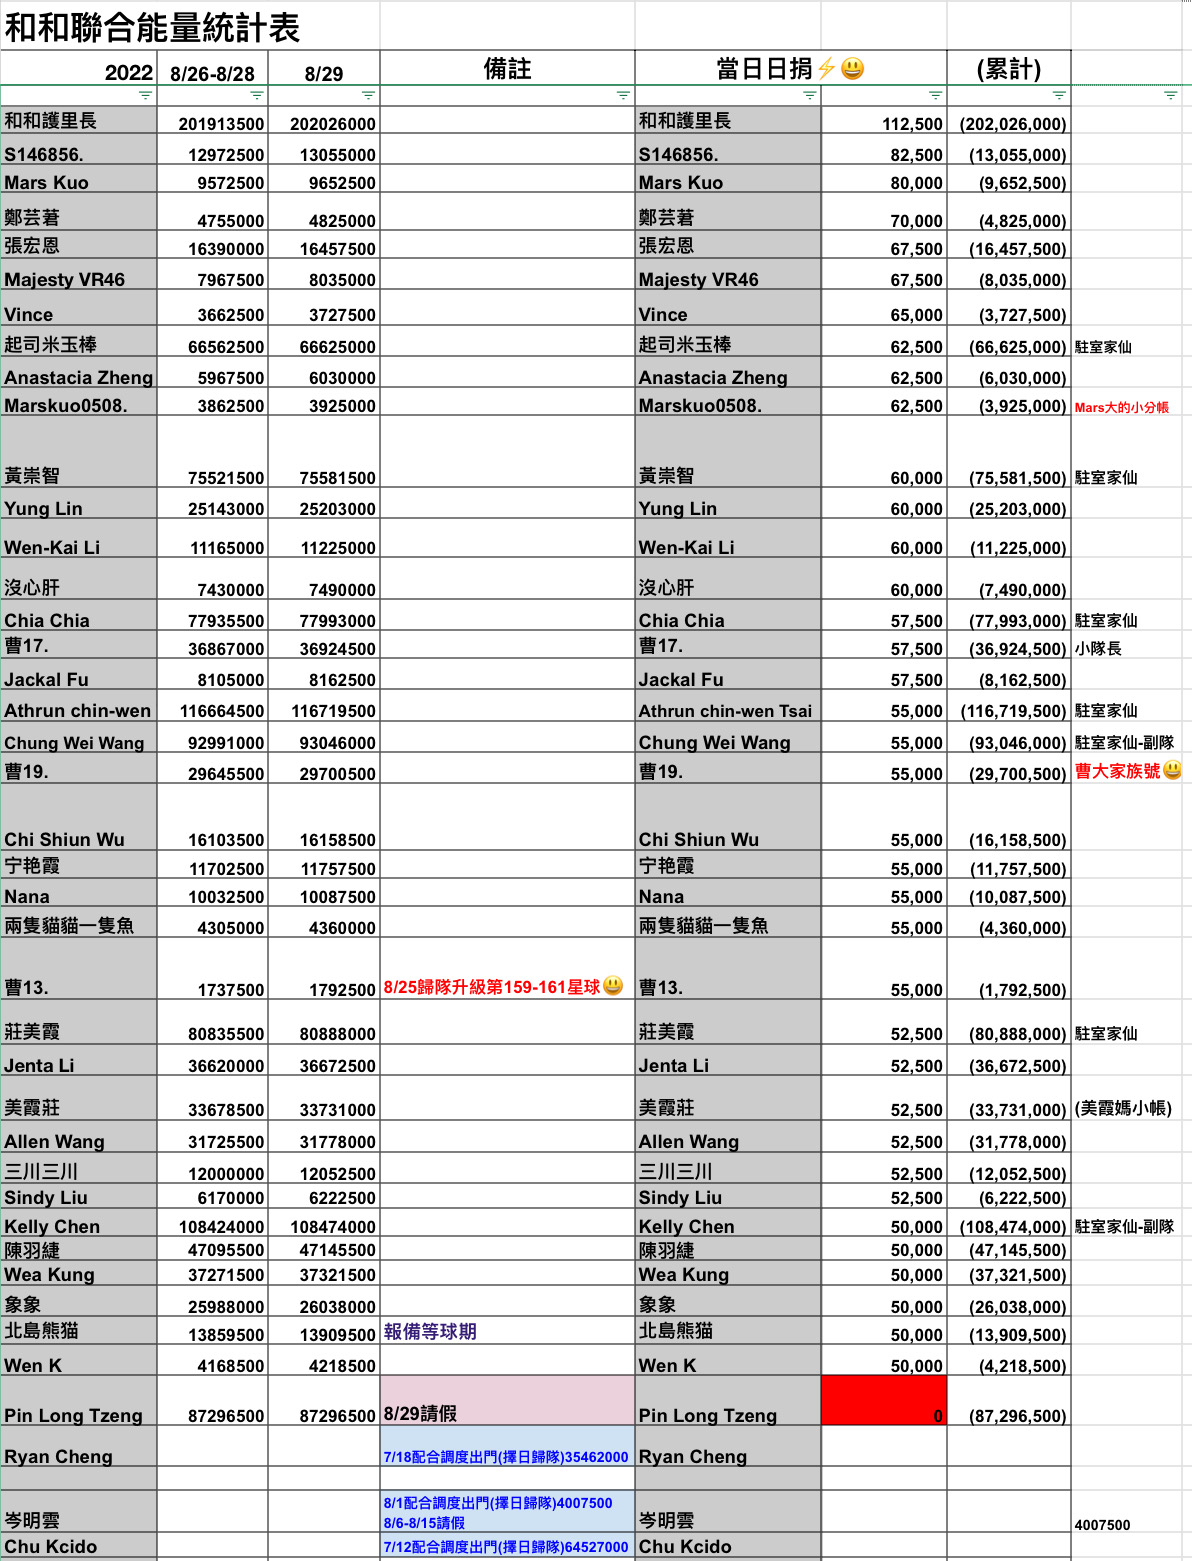 和和聯合能量統計表
2022 8/26-8/28 8/29 備註 當日日捐⚡😃 (累計)
和和護里長 201913500 202026000 和和護里長 112,500 (202,026,000)
S146856. 12972500 13055000 S146856. 82,500 (13,055,000)
Mars Kuo 9572500 9652500 Mars Kuo 80,000 (9,652,500)
鄭芸著 4755000 4825000 鄭芸著 70,000 (4,825,000)
張宏恩 16390000 16457500 張宏恩 67,500 (16,457,500)
Majesty VR46 7967500 8035000 Majesty VR46 67,500 (8,035,000)
Vince 3662500 3727500 Vince 65,000 (3,727,500)
起司米玉棒 66562500 66625000 起司米玉棒 62,500 (66,625,000) 駐室家仙
Anastacia Zheng 5967500 6030000 Anastacia Zheng 62,500 (6,030,000)
Marskuo0508. 3862500 3925000 Marskuo0508. 62,500 (3,925,000) Mars大的小分帳
黃崇智 75521500 75581500 黃崇智 60,000 (75,581,500) 駐室家仙
Yung Lin 25143000 25203000 Yung Lin 60,000 (25,203,000)
Wen-Kai Li 11165000 11225000 Wen-Kai Li 60,000 (11,225,000)
沒心肝 7430000 7490000 沒心肝 60,000 (7,490,000)
Chia Chia 77935500 77993000 Chia Chia 57,500 (77,993,000) 駐室家仙
曹17. 36867000 36924500 曹17. 57,500 (36,924,500) 小隊長
Jackal Fu 8105000 8162500 Jackal Fu 57,500 (8,162,500)
Athrun chin-wen 116664500 116719500 Athrun chin-wen Tsai 55,000 (116,719,500) 駐室家仙
Chung Wei Wang 92991000 93046000 Chung Wei Wang 55,000 (93,046,000) 駐室家仙-副隊
曹19. 29645500 29700500 曹19. 55,000 (29,700,500) 曹大家族號😃
Chi Shiun Wu 16103500 16158500 Chi Shiun Wu 55,000 (16,158,500)
宁艳霞 11702500 11757500 宁艳霞 55,000 (11,757,500)
Nana 10032500 10087500 Nana 55,000 (10,087,500)
兩隻貓貓一隻魚 4305000 4360000 兩隻貓貓一隻魚 55,000 (4,360,000)
曹13. 1737500 1792500 8/25歸隊升級第159-161星球😃 曹13. 55,000 (1,792,500)
莊美霞 80835500 80888000 莊美霞 52,500 (80,888,000) 駐室家仙
Jenta Li 36620000 36672500 Jenta Li 52,500 (36,672,500)
美霞莊 33678500 33731000 美霞莊 52,500 (33,731,000) (美霞媽小帳)
Allen Wang 31725500 31778000 Allen Wang 52,500 (31,778,000)
三川三川 12000000 12052500 三川三川 52,500 (12,052,500)
Sindy Liu 6170000 6222500 Sindy Liu 52,500 (6,222,500)
Kelly Chen 108424000 108474000 Kelly Chen 50,000 (108,474,000) 駐室家仙-副隊
陳羽緁 47095500 47145500 陳羽緁 50,000 (47,145,500)
Wea Kung 37271500 37321500 Wea Kung 50,000 (37,321,500)
象象 25988000 26038000 象象 50,000 (26,038,000)
北島熊猫 13859500 13909500 報備等球期 北島熊猫 50,000 (13,909,500)
Wen K 4168500 4218500 Wen K 50,000 (4,218,500)
Pin Long Tzeng 87296500 87296500 8/29請假 Pin Long Tzeng 0 (87,296,500)
Ryan Cheng 7/18配合調度出門(擇日歸隊)35462000 Ryan Cheng
8/1配合調度出門(擇日歸隊)4007500
岑明雲 8/6-8/15請假 岑明雲 4007500
Chu Kcido 7/12配合調度出門(擇日歸隊)64527000 Chu Kcido